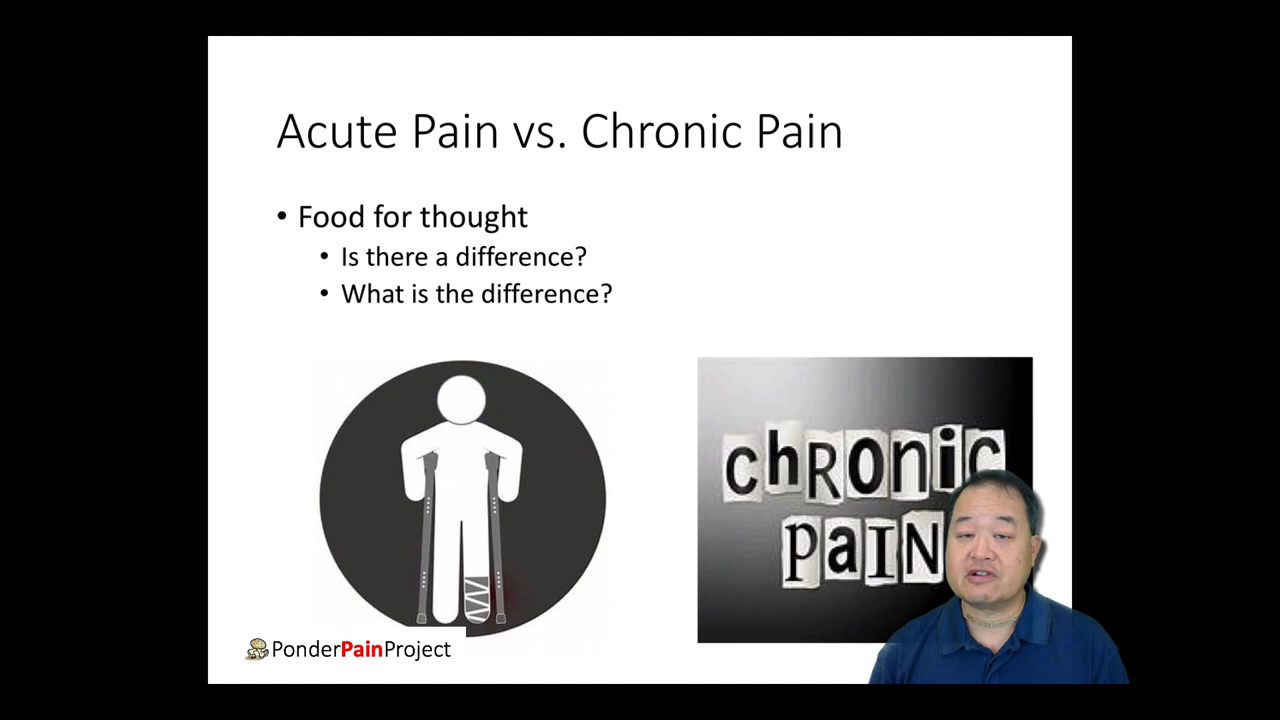 Acute Pain vs. Chronic Pain
• Food for thought
• Is there a difference?
• What is the difference?
chRonic
paIN
PonderPainProject